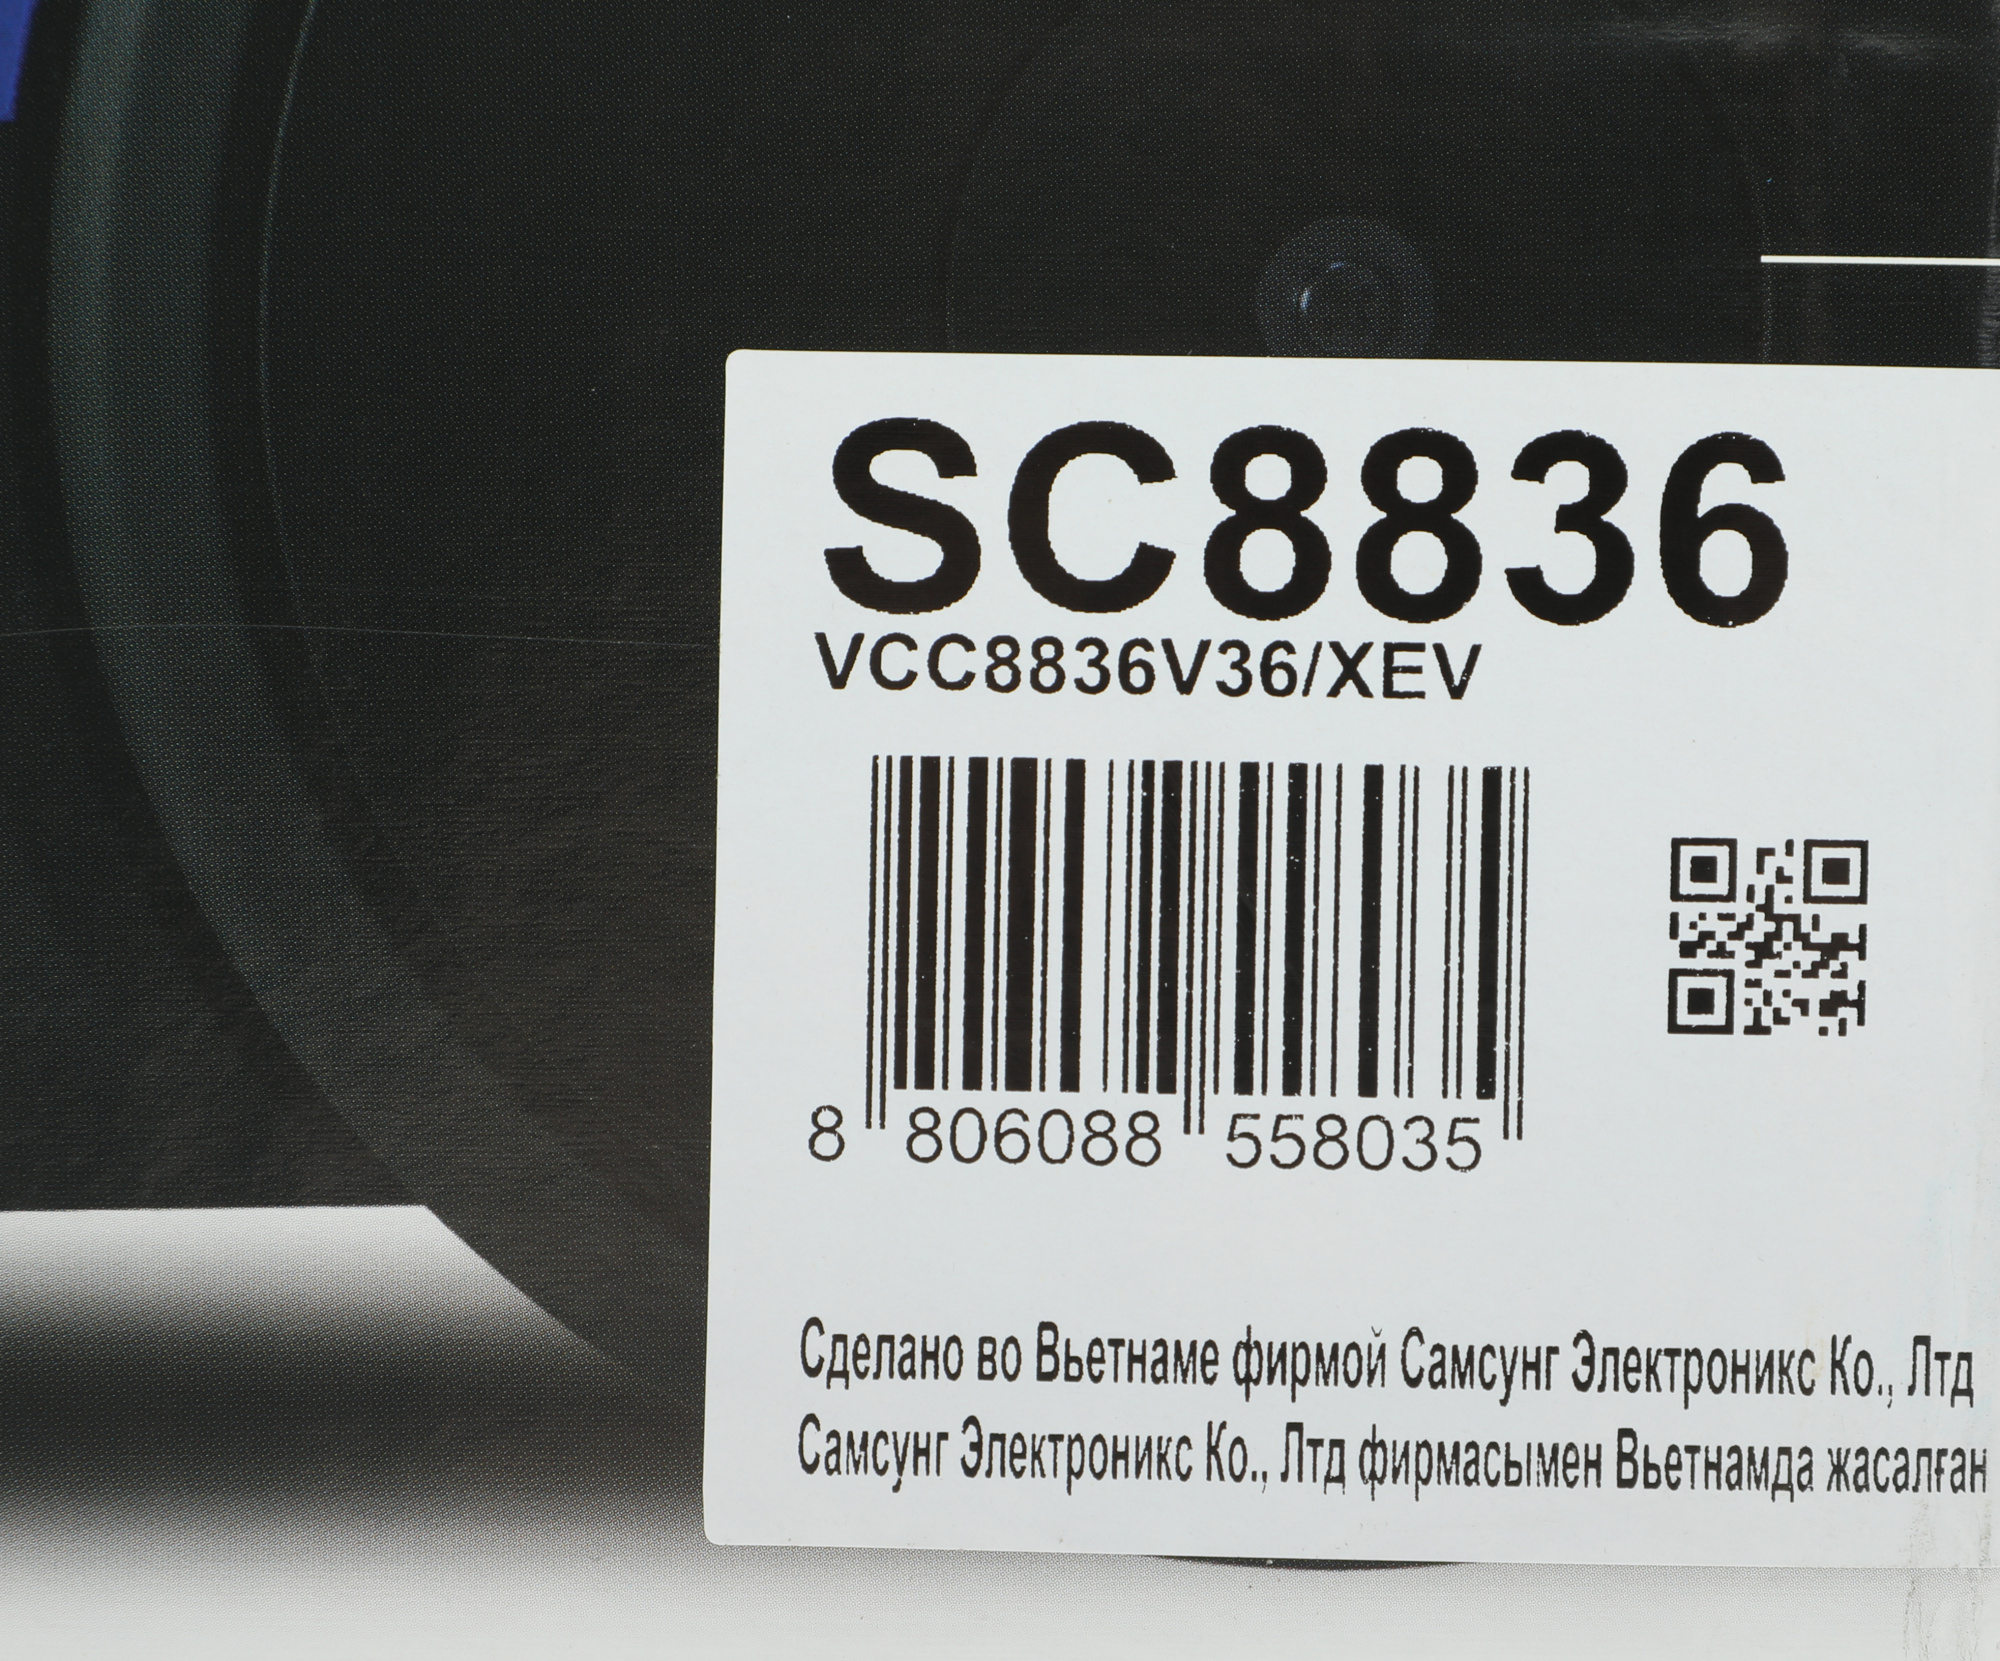 SC8836
VCC8836V36/XEV
8 806088 558035
Сделано во Вьетнаме фирмой Самсунг Электроникс Ко., Лтд
Самсунг Электроникс Ко., Лтд фирмасымен Вьетнамда жасалған